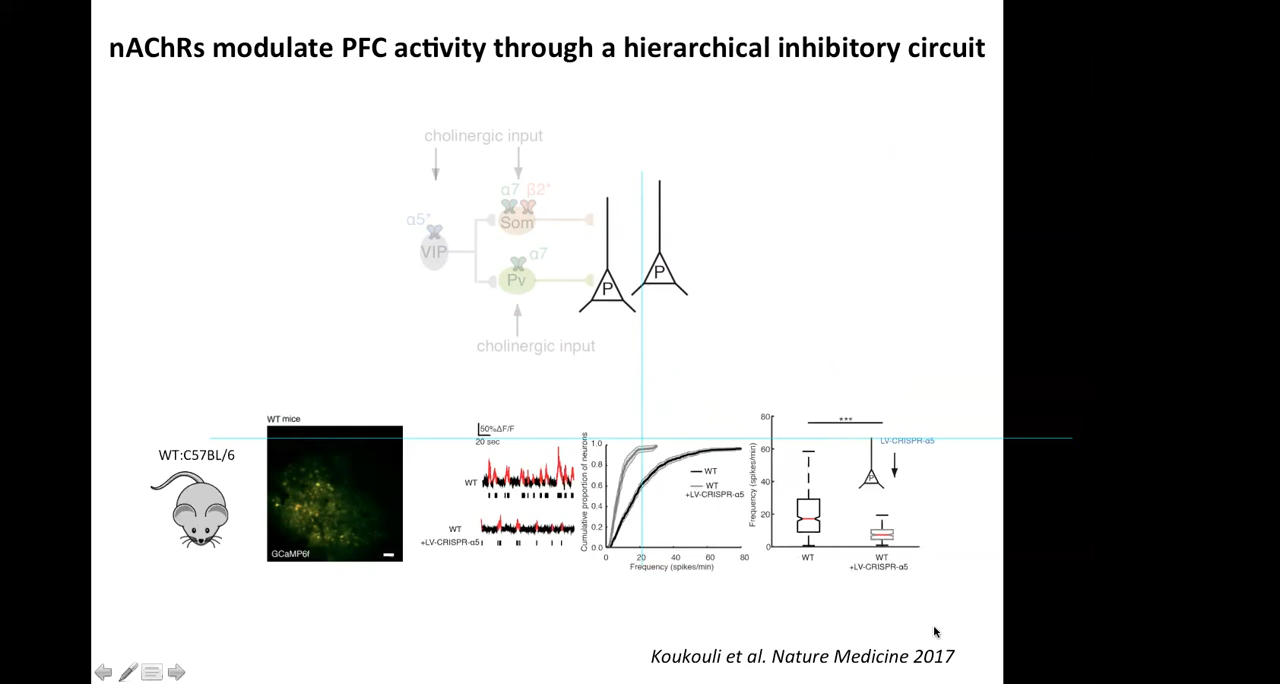 nAChRs modulate PFC activity through a hierarchical inhibitory circuit
cholinergic input
α7 β2*
α5*
Som
VIP
α7
Pv
P
P
cholinergic input
WT mice
WT:C57BL/6
GCaMP6f
50%ΔF/F
20 sec
WT
WT
+LV-CRISPR-α5
Cumulative proportion of neurons
1.0
0.8
0.6
0.4
0.2
0.0
0 20 40 60 80
Frequency (spikes/min)
WT
WT
+LV-CRISPR-α5
Frequency (spikes/min)
80
60
40
20
0
***
LV-CRISPR-α5
P
WT
WT
+LV-CRISPR-α5
Koukouli et al. Nature Medicine 2017